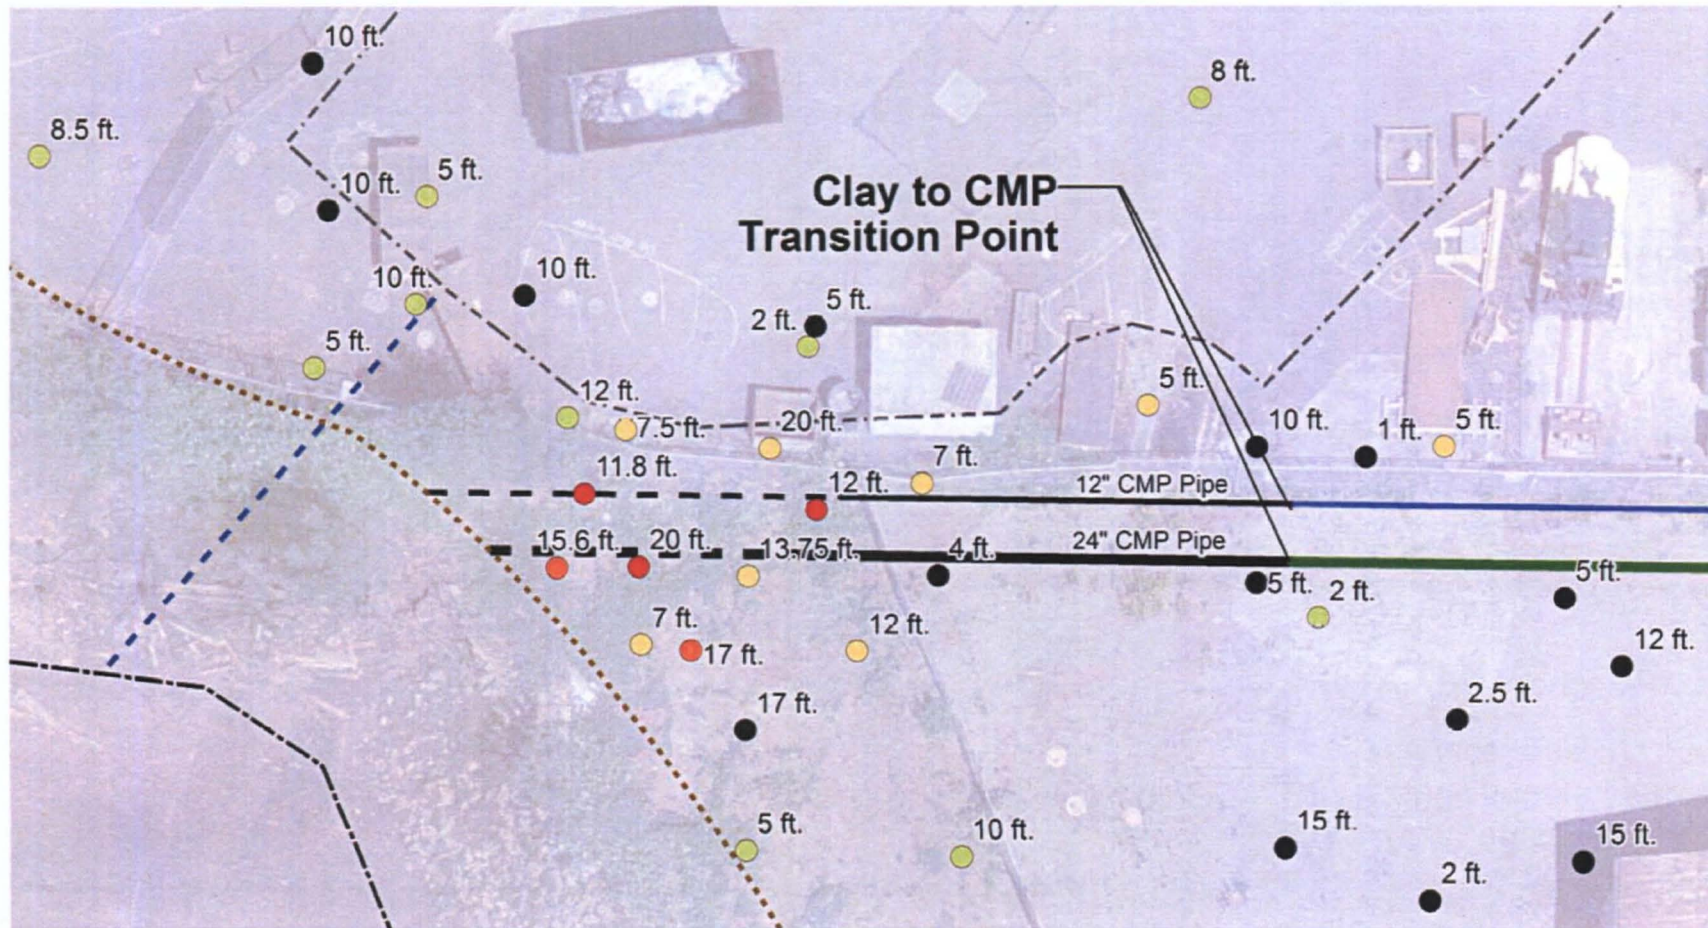 10 ft.
8 ft.
8.5 ft.
5 ft.
10 ft.
Clay to CMP
Transition Point
10 ft.
10 ft.
5 ft.
2 ft.
5 ft.
12 ft.
5 ft.
7.5 ft.
20 ft.
10 ft.
1 ft.
5 ft.
11.8 ft.
7 ft.
12 ft.
12" CMP Pipe
15.6 ft.
20 ft.
13.75 ft.
4 ft.
24" CMP Pipe
5 ft.
2 ft.
5 ft.
7 ft.
17 ft.
12 ft.
12 ft.
17 ft.
2.5 ft.
5 ft.
10 ft.
15 ft.
15 ft.
2 ft.